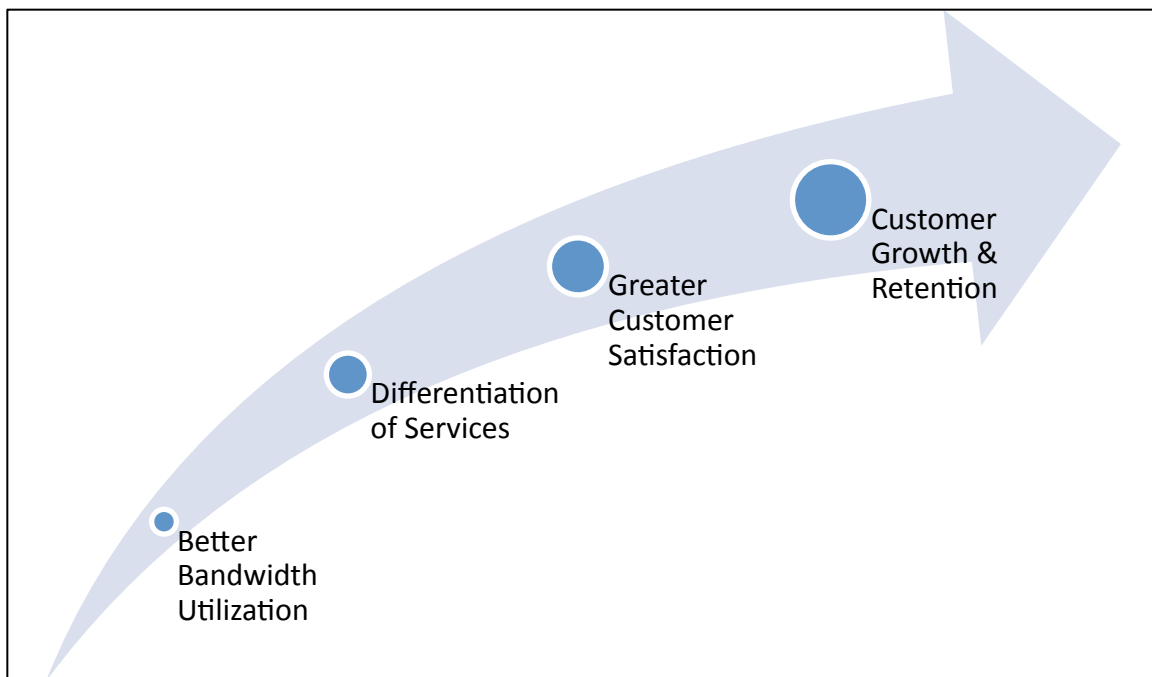 Better
Bandwidth
Utilization
Differentiation
of Services
Greater
Customer
Satisfaction
Customer
Growth &
Retention